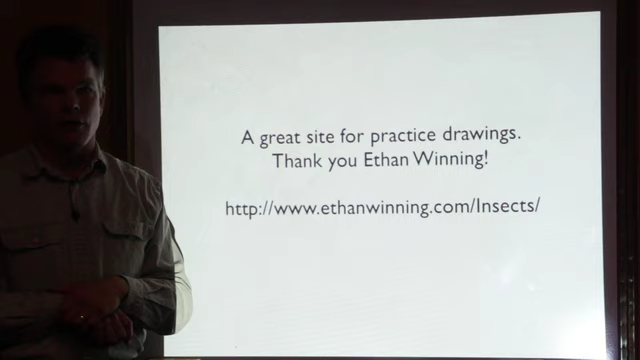 A great site for practice drawings.
Thank you Ethan Winning!
http://www.ethanwinning.com/Insects/